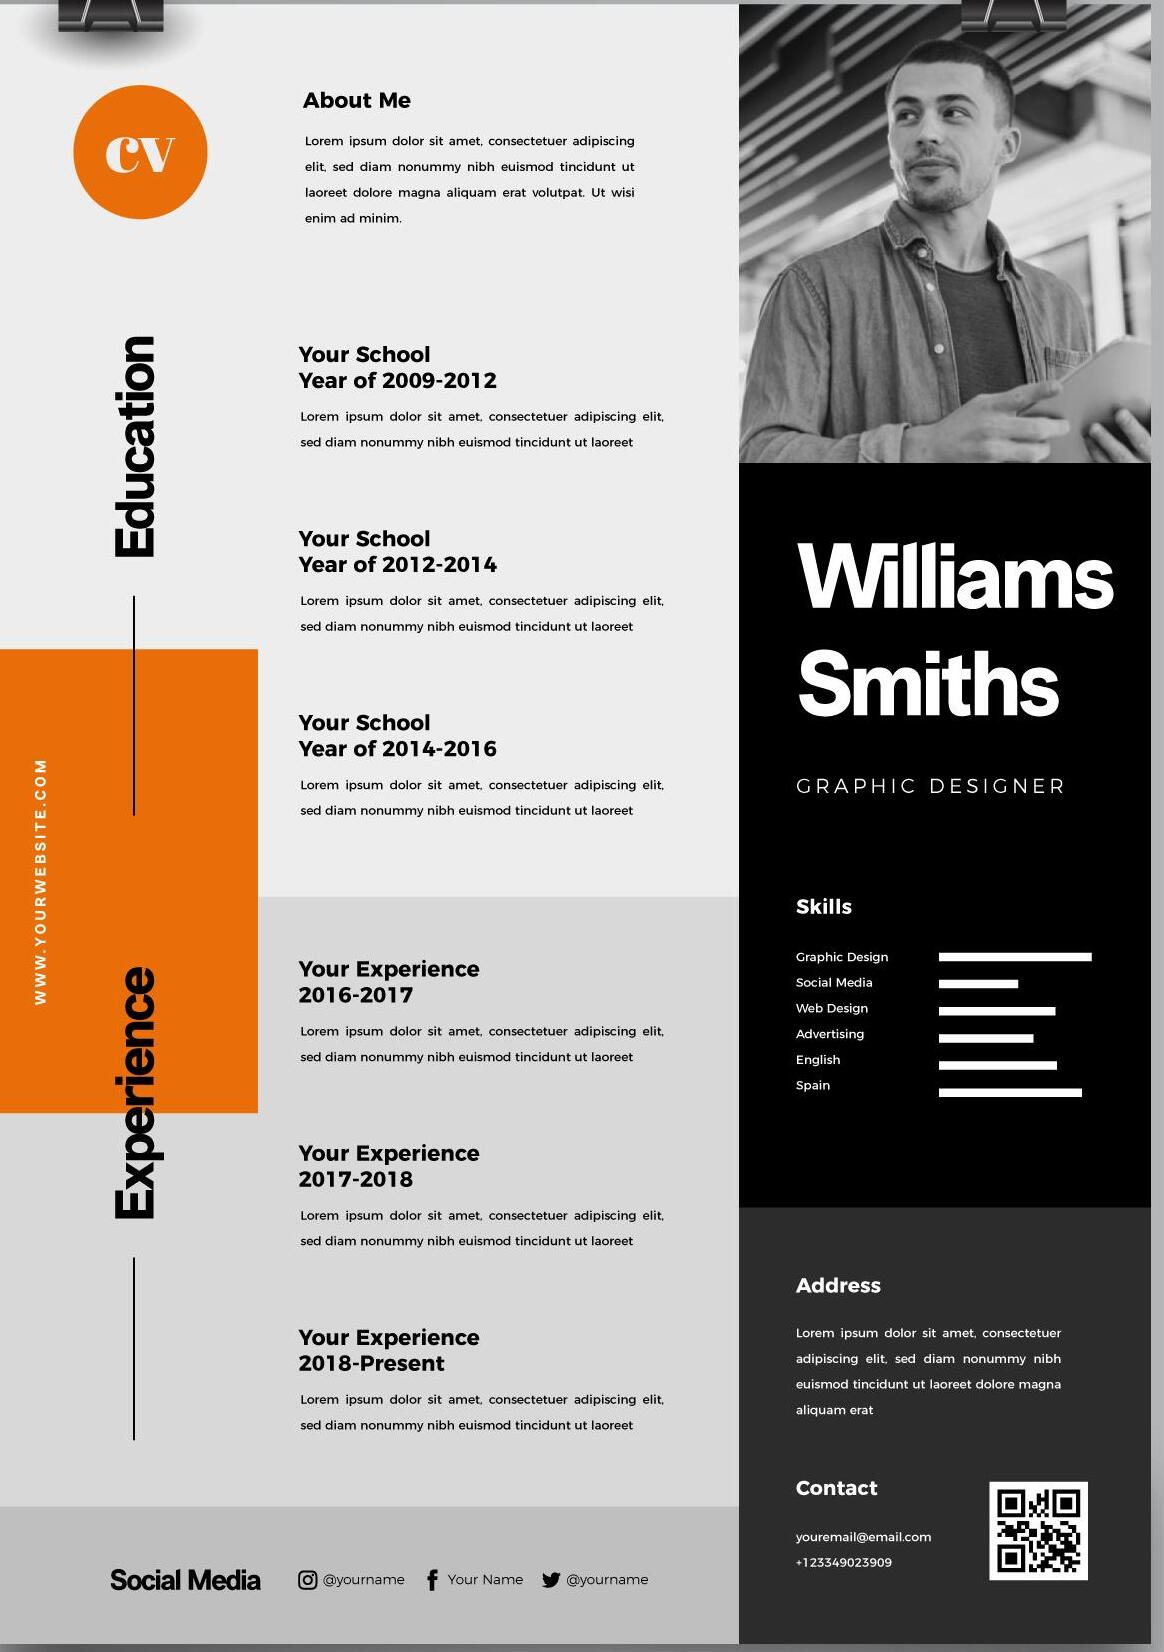 cv
About Me
Lorem ipsum dolor sit amet, consectetuer adipiscing
elit, sed diam nonummy nibh euismod tincidunt ut
laoreet dolore magna aliquam erat volutpat. Ut wisi
enim ad minim.
Education
Your School
Year of 2009-2012
Lorem ipsum dolor sit amet, consectetuer adipiscing elit,
sed diam nonummy nibh euismod tincidunt ut laoreet
Your School
Year of 2012-2014
Lorem ipsum dolor sit amet, consectetuer adipiscing elit,
sed diam nonummy nibh euismod tincidunt ut laoreet
Your School
Year of 2014-2016
Lorem ipsum dolor sit amet, consectetuer adipiscing elit,
sed diam nonummy nibh euismod tincidunt ut laoreet
WWW.YOURWEBSITE.COM
Experience
Your Experience
2016-2017
Lorem ipsum dolor sit amet, consectetuer adipiscing elit,
sed diam nonummy nibh euismod tincidunt ut laoreet
Your Experience
2017-2018
Lorem ipsum dolor sit amet, consectetuer adipiscing elit,
sed diam nonummy nibh euismod tincidunt ut laoreet
Your Experience
2018-Present
Lorem ipsum dolor sit amet, consectetuer adipiscing elit,
sed diam nonummy nibh euismod tincidunt ut laoreet
Social Media
@yourname
Your Name
@yourname
Williams
Smiths
GRAPHIC DESIGNER
Skills
Graphic Design
Social Media
Web Design
Advertising
English
Spain
Address
Lorem ipsum dolor sit amet, consectetuer
adipiscing elit, sed diam nonummy nibh
euismod tincidunt ut laoreet dolore magna
aliquam erat
Contact
youremail@email.com
+123349023909